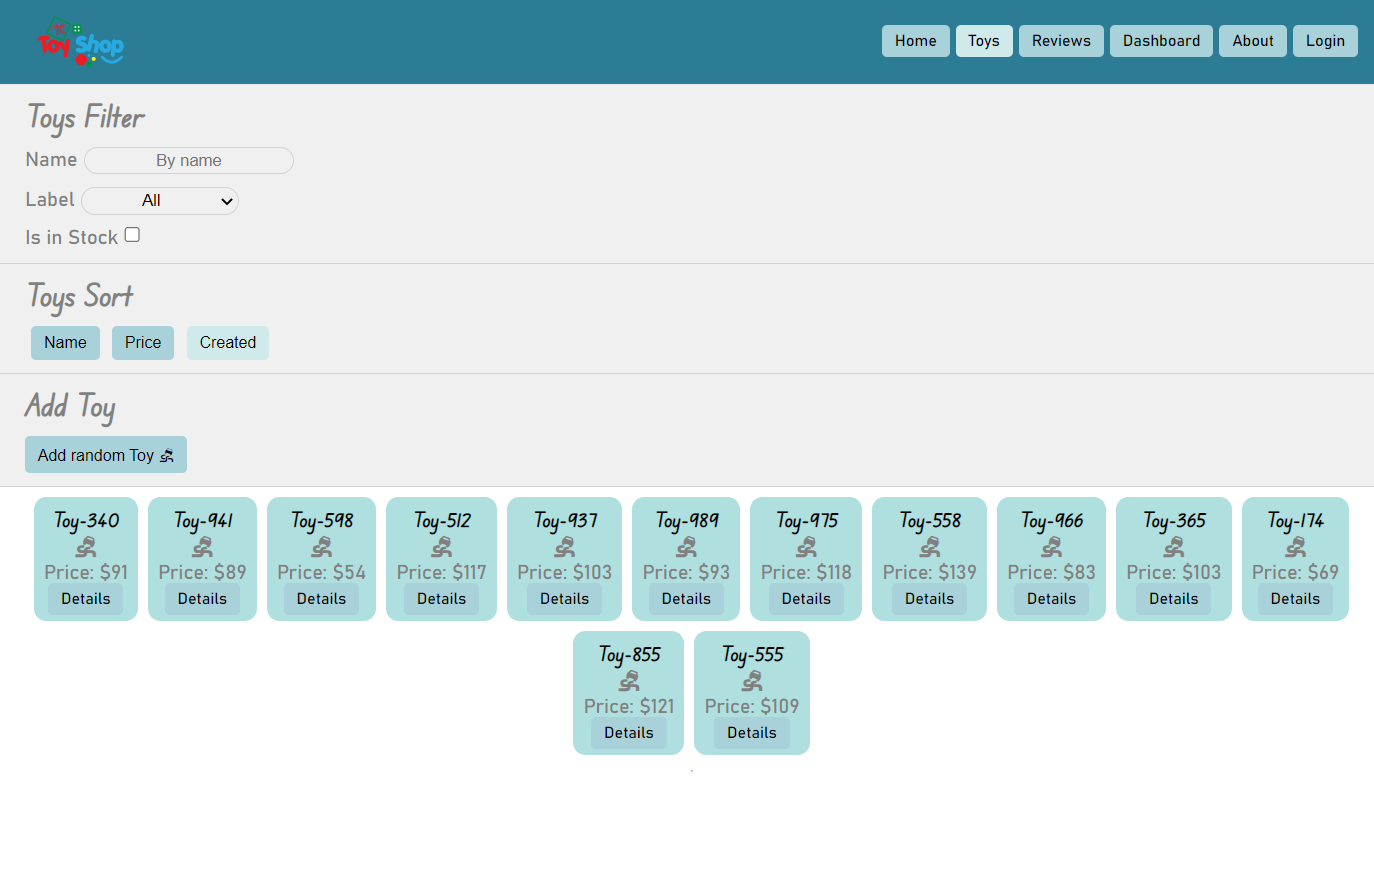 Toy Shop
Home Toys Reviews Dashboard About Login
Toys Filter
Name By name
Label All
Is in Stock
Toys Sort
Name Price Created
Add Toy
Add random Toy
Toy-340 Toy-941 Toy-598 Toy-512 Toy-937 Toy-989 Toy-975 Toy-558 Toy-966 Toy-365 Toy-174
Price: $91 Price: $89 Price: $54 Price: $117 Price: $103 Price: $93 Price: $118 Price: $139 Price: $83 Price: $103 Price: $69
Details Details Details Details Details Details Details Details Details Details Details
Toy-855 Toy-555
Price: $121 Price: $109
Details Details